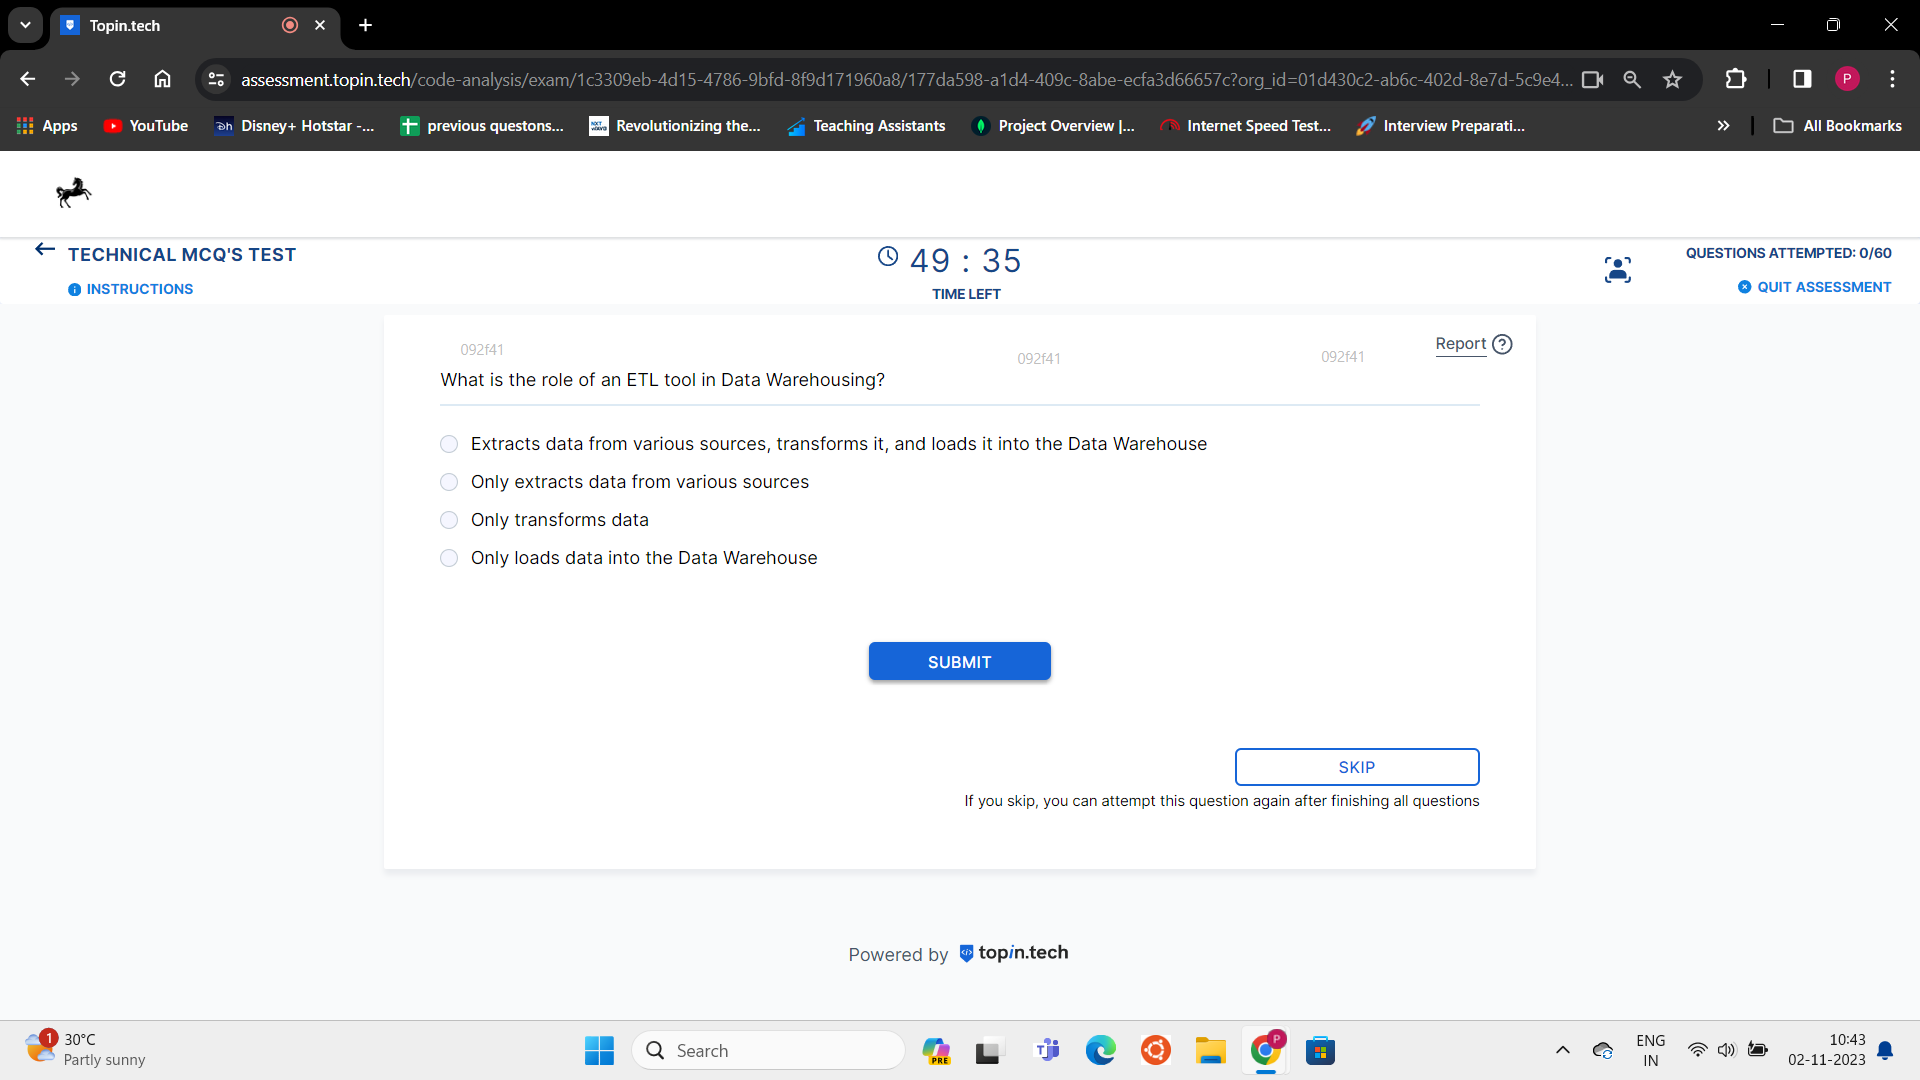 Topin.tech
assessment.topin.tech/code-analysis/exam/1c3309eb-4d15-4786-9bfd-8f9d171960a8/177da598-a1d4-409c-8abe-ecfa3d66657c?org_id=01d430c2-ab6c-402d-8e7d-5c9e4...
P
Apps YouTube Disney+ Hotstar -... previous questons... Revolutionizing the... Teaching Assistants Project Overview |... Internet Speed Test... Interview Preparati... » All Bookmarks
TECHNICAL MCQ'S TEST
INSTRUCTIONS
49 : 35
TIME LEFT
QUESTIONS ATTEMPTED: 0/60
QUIT ASSESSMENT
Report
092f41 092f41 092f41
What is the role of an ETL tool in Data Warehousing?
Extracts data from various sources, transforms it, and loads it into the Data Warehouse
Only extracts data from various sources
Only transforms data
Only loads data into the Data Warehouse
SUBMIT
SKIP
If you skip, you can attempt this question again after finishing all questions
Powered by topin.tech
1
30°C
Partly sunny
Search
PRE
P
ENG
IN
10:43
02-11-2023